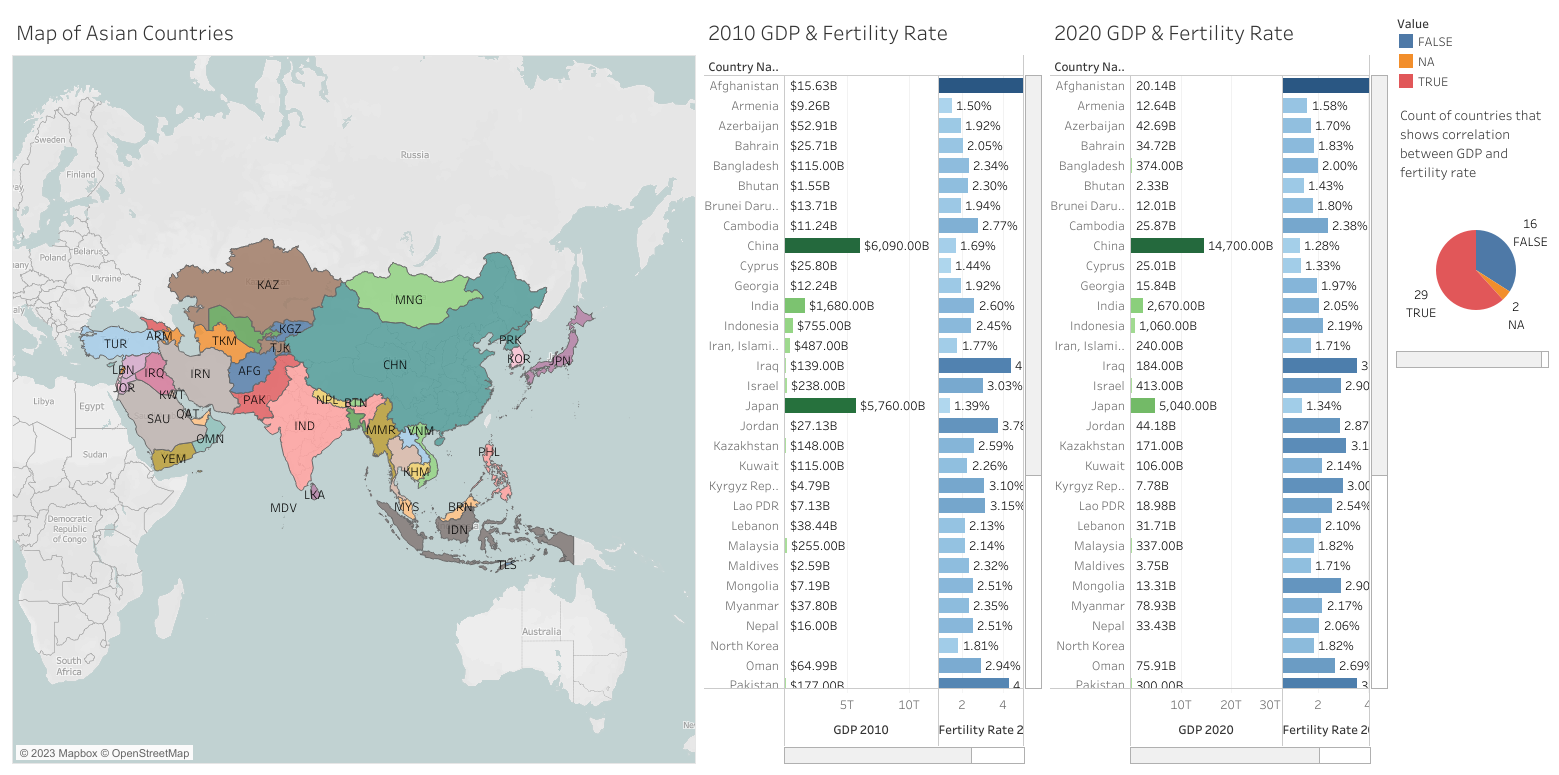 Map of Asian Countries
Sweden
Finland
Russia
Poland
Belarus
Ukraine
KAZ
MNG
KGZ
TUR
ARM
TKM
TJK
PRK
KOR
JPN
LBN
IRQ
IRN
AFG
CHN
JOR
KWT
PAK
NPL
BTN
Libya
Egypt
SAU
QAT
IND
MMR
VNM
OMN
Sudan
YEM
PHL
KHM
LKA
MDV
MYS
BRN
IDN
Democratic
Republic
of Congo
TLS
Australia
South
Africa
© 2023 Mapbox © OpenStreetMap
2010 GDP & Fertility Rate
Country Na..
Afghanistan $15.63B
Armenia $9.26B 1.50%
Azerbaijan $52.91B 1.92%
Bahrain $25.71B 2.05%
Bangladesh $115.00B 2.34%
Bhutan $1.55B 2.30%
Brunei Daru.. $13.71B 1.94%
Cambodia $11.24B 2.77%
China $6,090.00B 1.69%
Cyprus $25.80B 1.44%
Georgia $12.24B 1.92%
India $1,680.00B 2.60%
Indonesia $755.00B 2.45%
Iran, Islami.. $487.00B 1.77%
Iraq $139.00B 4
Israel $238.00B 3.03%
Japan $5,760.00B 1.39%
Jordan $27.13B 3.78
Kazakhstan $148.00B 2.59%
Kuwait $115.00B 2.26%
Kyrgyz Rep.. $4.79B 3.10%
Lao PDR $7.13B 3.15%
Lebanon $38.44B 2.13%
Malaysia $255.00B 2.14%
Maldives $2.59B 2.32%
Mongolia $7.19B 2.51%
Myanmar $37.80B 2.35%
Nepal $16.00B 2.51%
North Korea 1.81%
Oman $64.99B 2.94%
Pakistan $177.00B 4
5T 10T 2 4
GDP 2010 Fertility Rate 2
2020 GDP & Fertility Rate
Country Na..
Afghanistan 20.14B
Armenia 12.64B 1.58%
Azerbaijan 42.69B 1.70%
Bahrain 34.72B 1.83%
Bangladesh 374.00B 2.00%
Bhutan 2.33B 1.43%
Brunei Daru.. 12.01B 1.80%
Cambodia 25.87B 2.38%
China 14,700.00B 1.28%
Cyprus 25.01B 1.33%
Georgia 15.84B 1.97%
India 2,670.00B 2.05%
Indonesia 1,060.00B 2.19%
Iran, Islami.. 240.00B 1.71%
Iraq 184.00B 3
Israel 413.00B 2.90
Japan 5,040.00B 1.34%
Jordan 44.18B 2.87
Kazakhstan 171.00B 3.1
Kuwait 106.00B 2.14%
Kyrgyz Rep.. 7.78B 3.00
Lao PDR 18.98B 2.54%
Lebanon 31.71B 2.10%
Malaysia 337.00B 1.82%
Maldives 3.75B 1.71%
Mongolia 13.31B 2.90
Myanmar 78.93B 2.17%
Nepal 33.43B 2.06%
North Korea 1.82%
Oman 75.91B 2.69%
Pakistan 300.00B 3
10T 20T 30T 2 4
GDP 2020 Fertility Rate 20
Value
FALSE
NA
TRUE
Count of countries that
shows correlation
between GDP and
fertility rate
16
FALSE
29
TRUE
2
NA